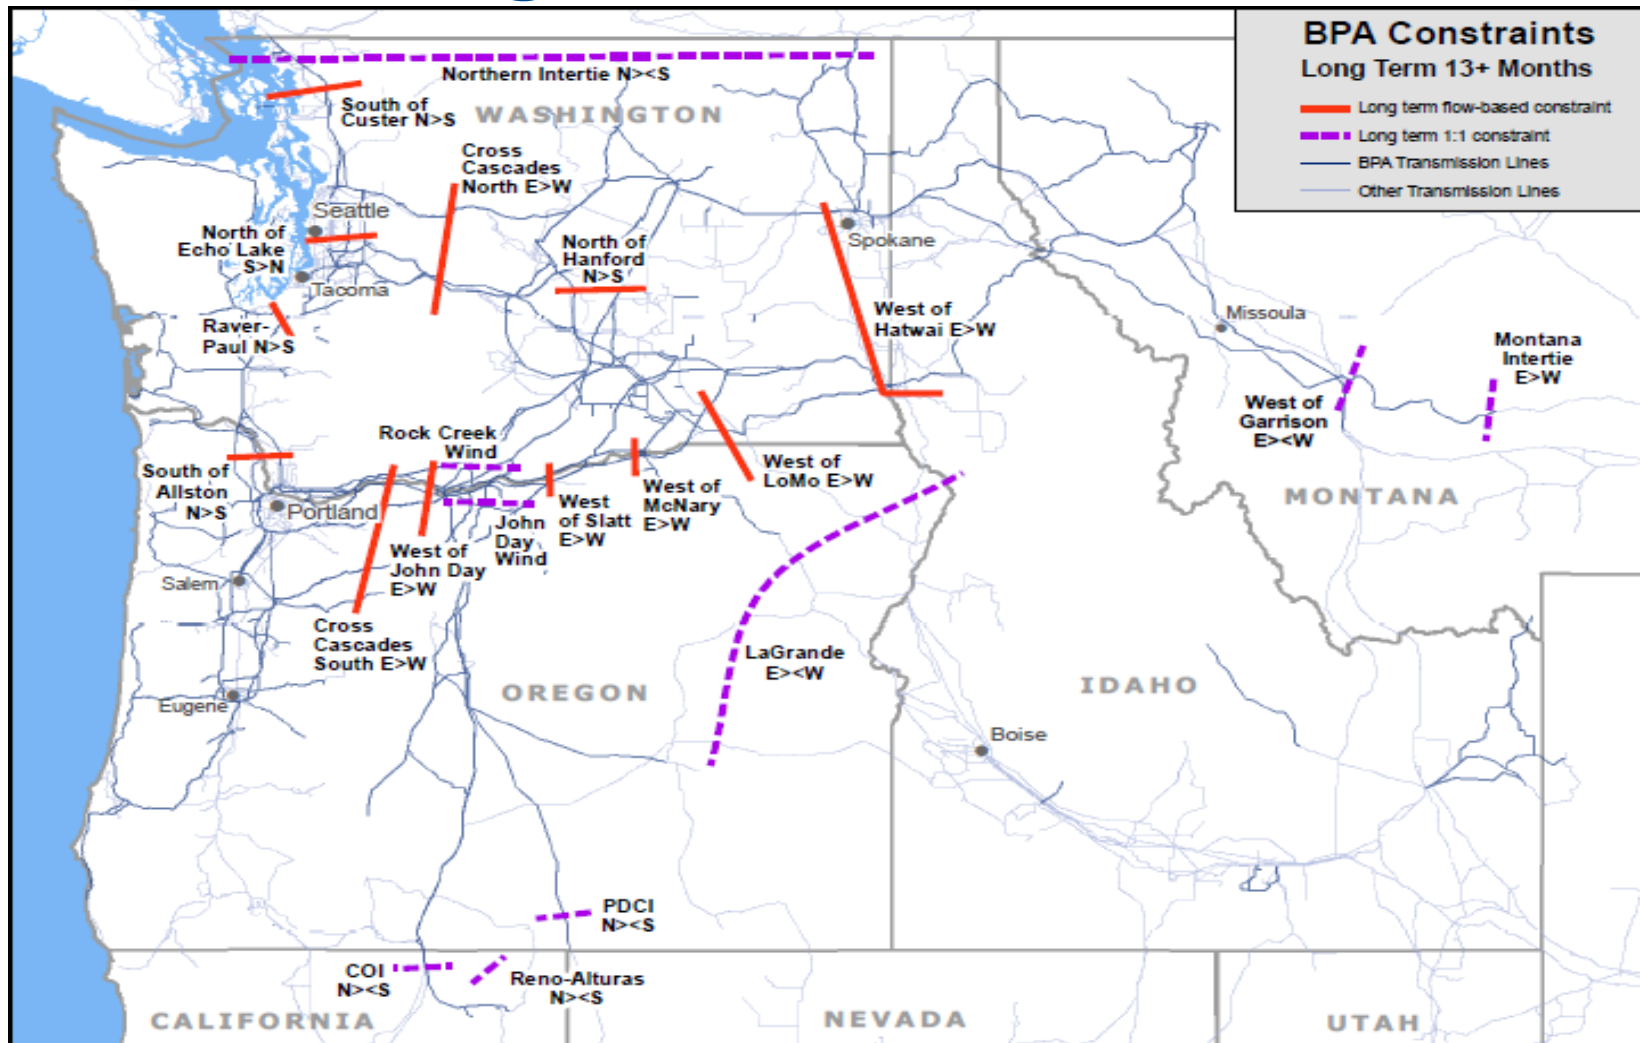 BPA Constraints
Long Term 13+ Months
Long term flow-based constraint
Long term 1:1 constraint
BPA Transmission Lines
Other Transmission Lines
Northern Intertie N><S
South of
Custer N>S
WASHINGTON
Cross
Cascades
North E>W
Seattle
North of
Echo Lake
S>N
Tacoma
North of
Hanford
N>S
Spokane
Raver-
Paul N>S
West of
Hatwai E>W
Missoula
Montana
Intertie
E>W
West of
Garrison
E><W
Rock Creek
Wind
South of
Allston
N>S
Portland
West of
LoMo E>W
West of
McNary
E>W
West
of Slatt
E>W
John
Day
Wind
West of
John Day
E>W
MONTANA
Salem
Cross
Cascades
South E>W
LaGrande
E><W
OREGON
IDAHO
Eugene
Boise
PDCI
N><S
COI
N><S
Reno-Alturas
N><S
CALIFORNIA
NEVADA
UTAH